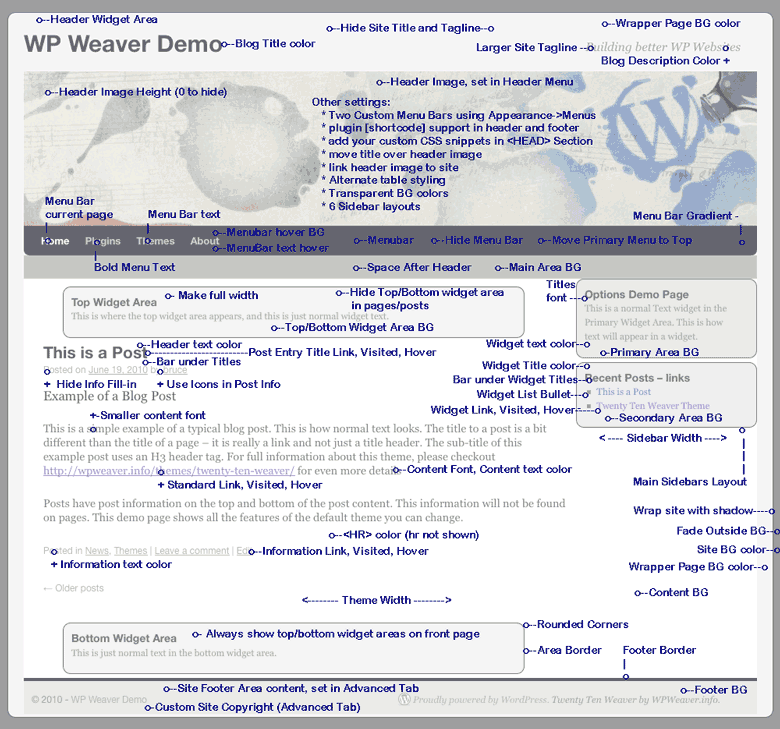 o--Header Widget Area
o--Hide Site Title and Tagline--o
o--Wrapper Page BG color
WP Weaver Demo
o--Blog Title color
Larger Site Tagline --o
Building better WP Websites
Blog Description Color +
o--Header Image, set in Header Menu
o--Header Image Height (0 to hide)
Other settings:
* Two Custom Menu Bars using Appearance->Menus
* plugin [shortcode] support in header and footer
* add your custom CSS snippets in <HEAD> Section
* move title over header image
* link header image to site
* Alternate table styling
* Transparent BG colors
* 6 Sidebar layouts
Menu Bar
current page
Menu Bar text
Menu Bar Gradient -
o--Menubar hover BG
Home Plugins Themes About
o--Menubar
o--Hide Menu Bar
o--Move Primary Menu to Top
o--MenuBar text hover
Bold Menu Text
o--Space After Header
o--Main Area BG
Titles
font ---o
Top Widget Area
o- Make full width
o--Hide Top/Bottom widget area
in pages/posts
This is where the top widget area appears, and this is just normal widget text.
o--Top/Bottom Widget Area BG
Options Demo Page
This is a normal Text widget in the
Primary Widget Area. This is how
text will appear in a widget.
Widget text color---o
o--Primary Area BG
o--Header text color
This is a Post
o-----------------------Post Entry Title Link, Visited, Hover
o--Bar under Titles
Posted on June 19, 2010 by bruce
+ Hide Info Fill-in
+ Use Icons in Post Info
Widget Title color---o
Bar under Widget Titles--o
Recent Posts – links
Widget List Bullet---o
This is a Post
Widget Link, Visited, Hover-----o
Twenty Ten Weaver Theme
o--Secondary Area BG
Example of a Blog Post
+-Smaller content font
This is a simple example of a typical blog post. This is how normal text looks. The title to a post is a bit
different than the title of a page – it is really a link and not just a title header. The sub-title of this
example post uses an H3 header tag. For full information about this theme, please checkout
http://wpweaver.info/themes/twenty-ten-weaver/ for even more details.
o--Content Font, Content text color
+ Standard Link, Visited, Hover
< ---- Sidebar Width ---->
Main Sidebars Layout
Posts have post information on the top and bottom of the post content. This information will not be found
on pages. This demo page shows all the features of the default theme you can change.
Wrap site with shadow----o
Fade Outside BG--o
o--<HR> color (hr not shown)
Site BG color--o
Posted in News, Themes | Leave a comment | Edit
o--Information Link, Visited, Hover
+ Information text color
Wrapper Page BG color--o
← Older posts
o--Content BG
<-------- Theme Width -------->
o--Rounded Corners
Bottom Widget Area
o- Always show top/bottom widget areas on front page
This is just normal text in the bottom widget area.
o--Area Border
Footer Border
o--Site Footer Area content, set in Advanced Tab
o--Footer BG
© 2010 - WP Weaver Demo
Proudly powered by WordPress. Twenty Ten Weaver by WPWeaver.info.
o--Custom Site Copyright (Advanced Tab)